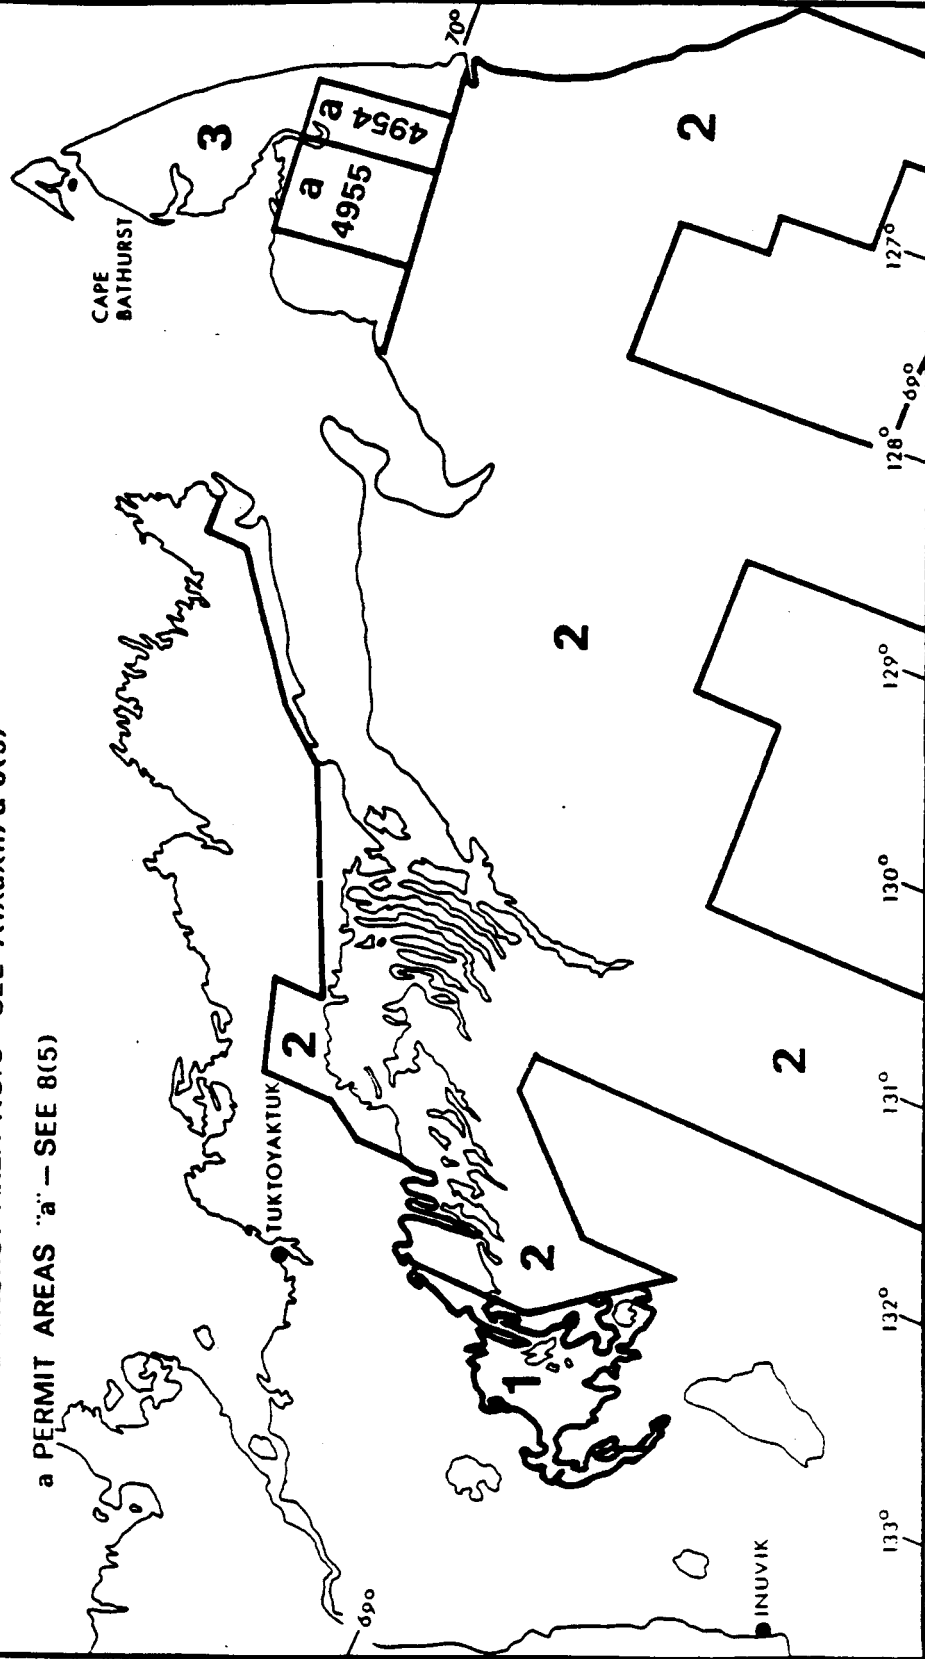 a PERMIT AREAS "a" — SEE 8(5)
CAPE
BATHURST
3
TUKTOYAKTUK
2
a
4955
a
4954
69°
70°
1
2
2
2
INUVIK
2
133°
132°
131°
130°
129°
128°
69°
127°